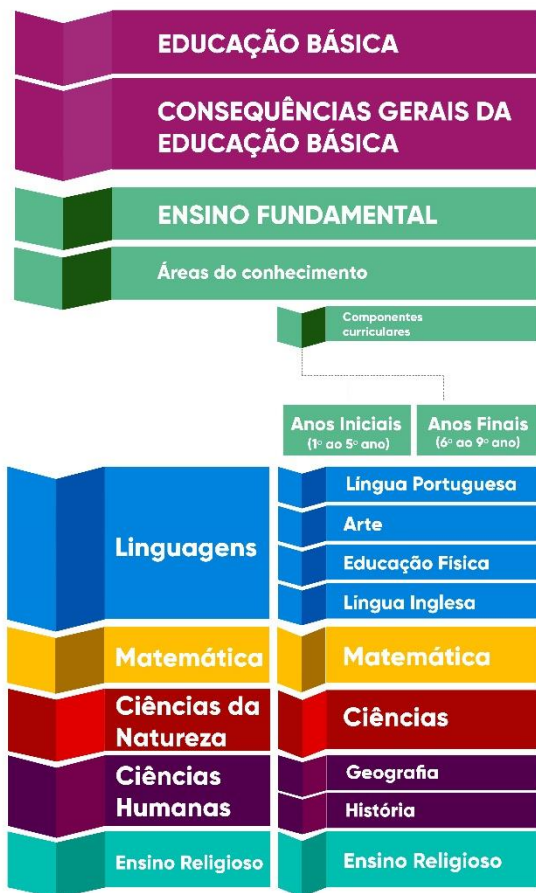 EDUCAÇÃO BÁSICA
CONSEQUÊNCIAS GERAIS DA
EDUCAÇÃO BÁSICA
ENSINO FUNDAMENTAL
Áreas do conhecimento
Componentes
curriculares
Anos Iniciais
(1º ao 5º ano)
Anos Finais
(6º ao 9º ano)
Linguagens
Língua Portuguesa
Arte
Educação Física
Língua Inglesa
Matemática
Matemática
Ciências da
Natureza
Ciências
Ciências
Humanas
Geografia
História
Ensino Religioso
Ensino Religioso